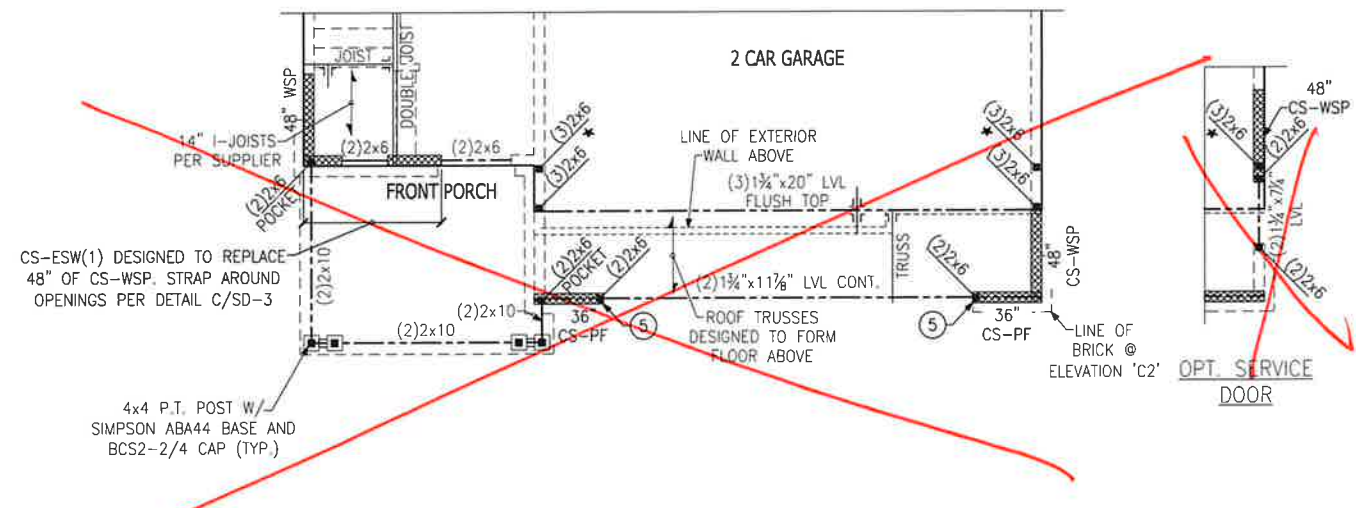 JOIST
DOUBLE JOIST
48" WSP
14" I-JOISTS
PER SUPPLIER
(2)2x6
(2)2x6
(2)2x6
POCKET
FRONT PORCH
CS-ESW(1) DESIGNED TO REPLACE
48" OF CS-WSP. STRAP AROUND
OPENINGS PER DETAIL C/SD-3
(2)2x10
(2)2x10
(2)2x10
4x4 P.T. POST W/
SIMPSON ABA44 BASE AND
BCS2-2/4 CAP (TYP.)
2 CAR GARAGE
(3)2x6
★
(3)2x6
LINE OF EXTERIOR
WALL ABOVE
(3)1¾"x20" LVL
FLUSH TOP
★
(3)2x6
(3)2x6
(2)2x6
POCKET
(2)2x6
(2)1¾"x11⅞" LVL CONT.
TRUSS
(2)2x6
48"
CS-WSP
36"
CS-PF
5
ROOF TRUSSES
DESIGNED TO FORM
FLOOR ABOVE
5
36"
CS-PF
LINE OF
BRICK @
ELEVATION 'C2'
48"
CS-WSP
(3)2x6
★
(2)2x6
(2)1¾"x7¼"
LVL
(2)2x6
OPT. SERVICE
DOOR